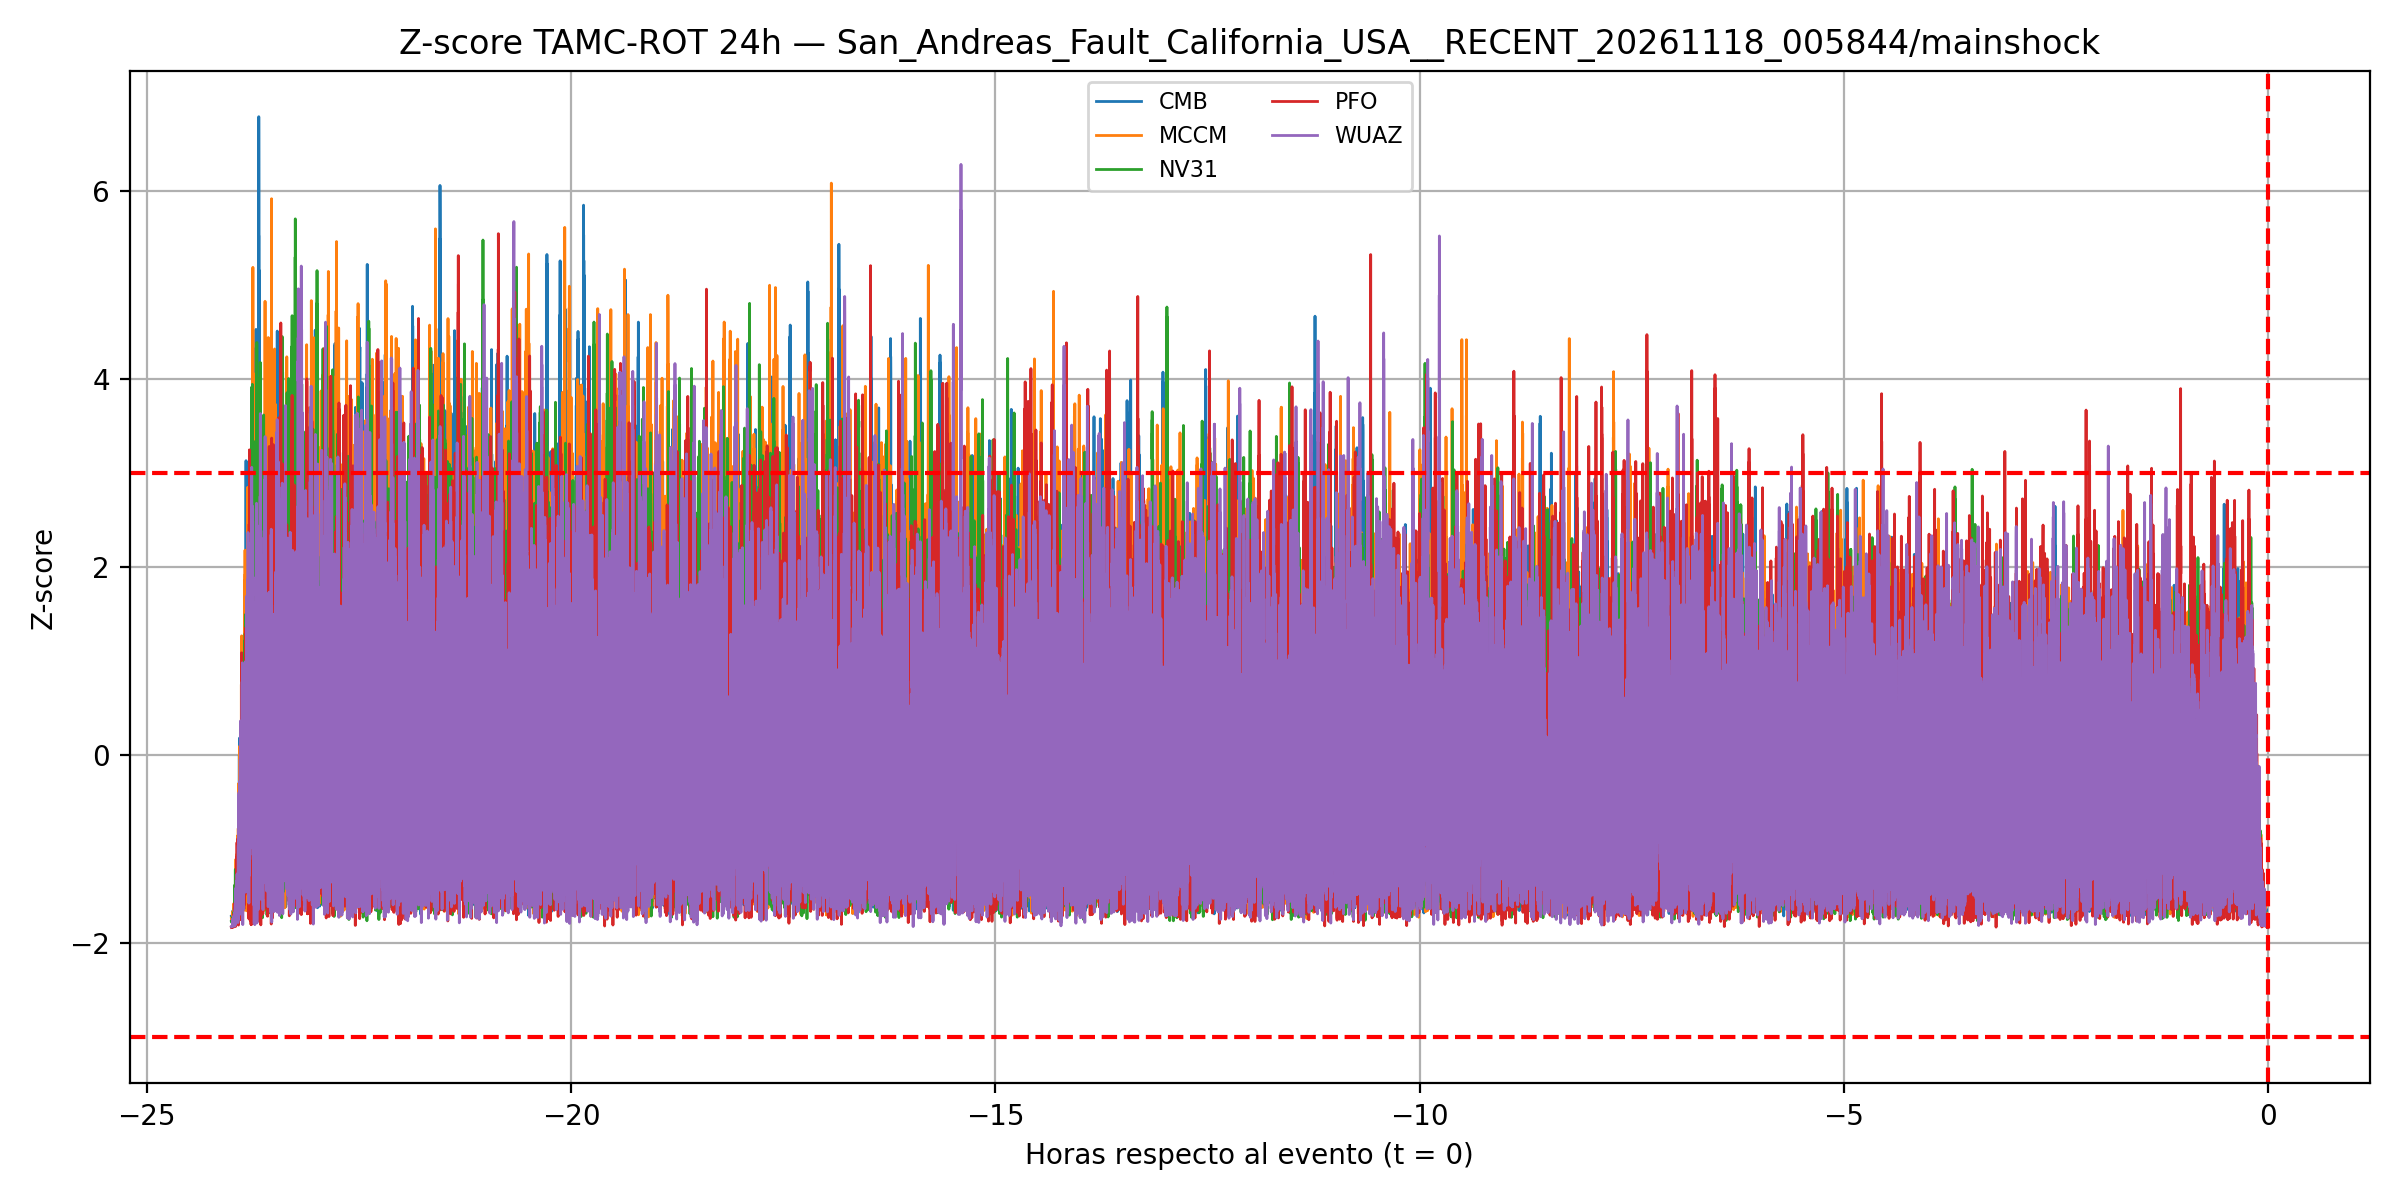 Z-score TAMC-ROT 24h — San_Andreas_Fault_California_USA__RECENT_20261118_005844/mainshock
CMB
MCCM
NV31
PFO
WUAZ
Z-score
6
4
2
0
−2
−25
−20
−15
−10
−5
0
Horas respecto al evento (t = 0)